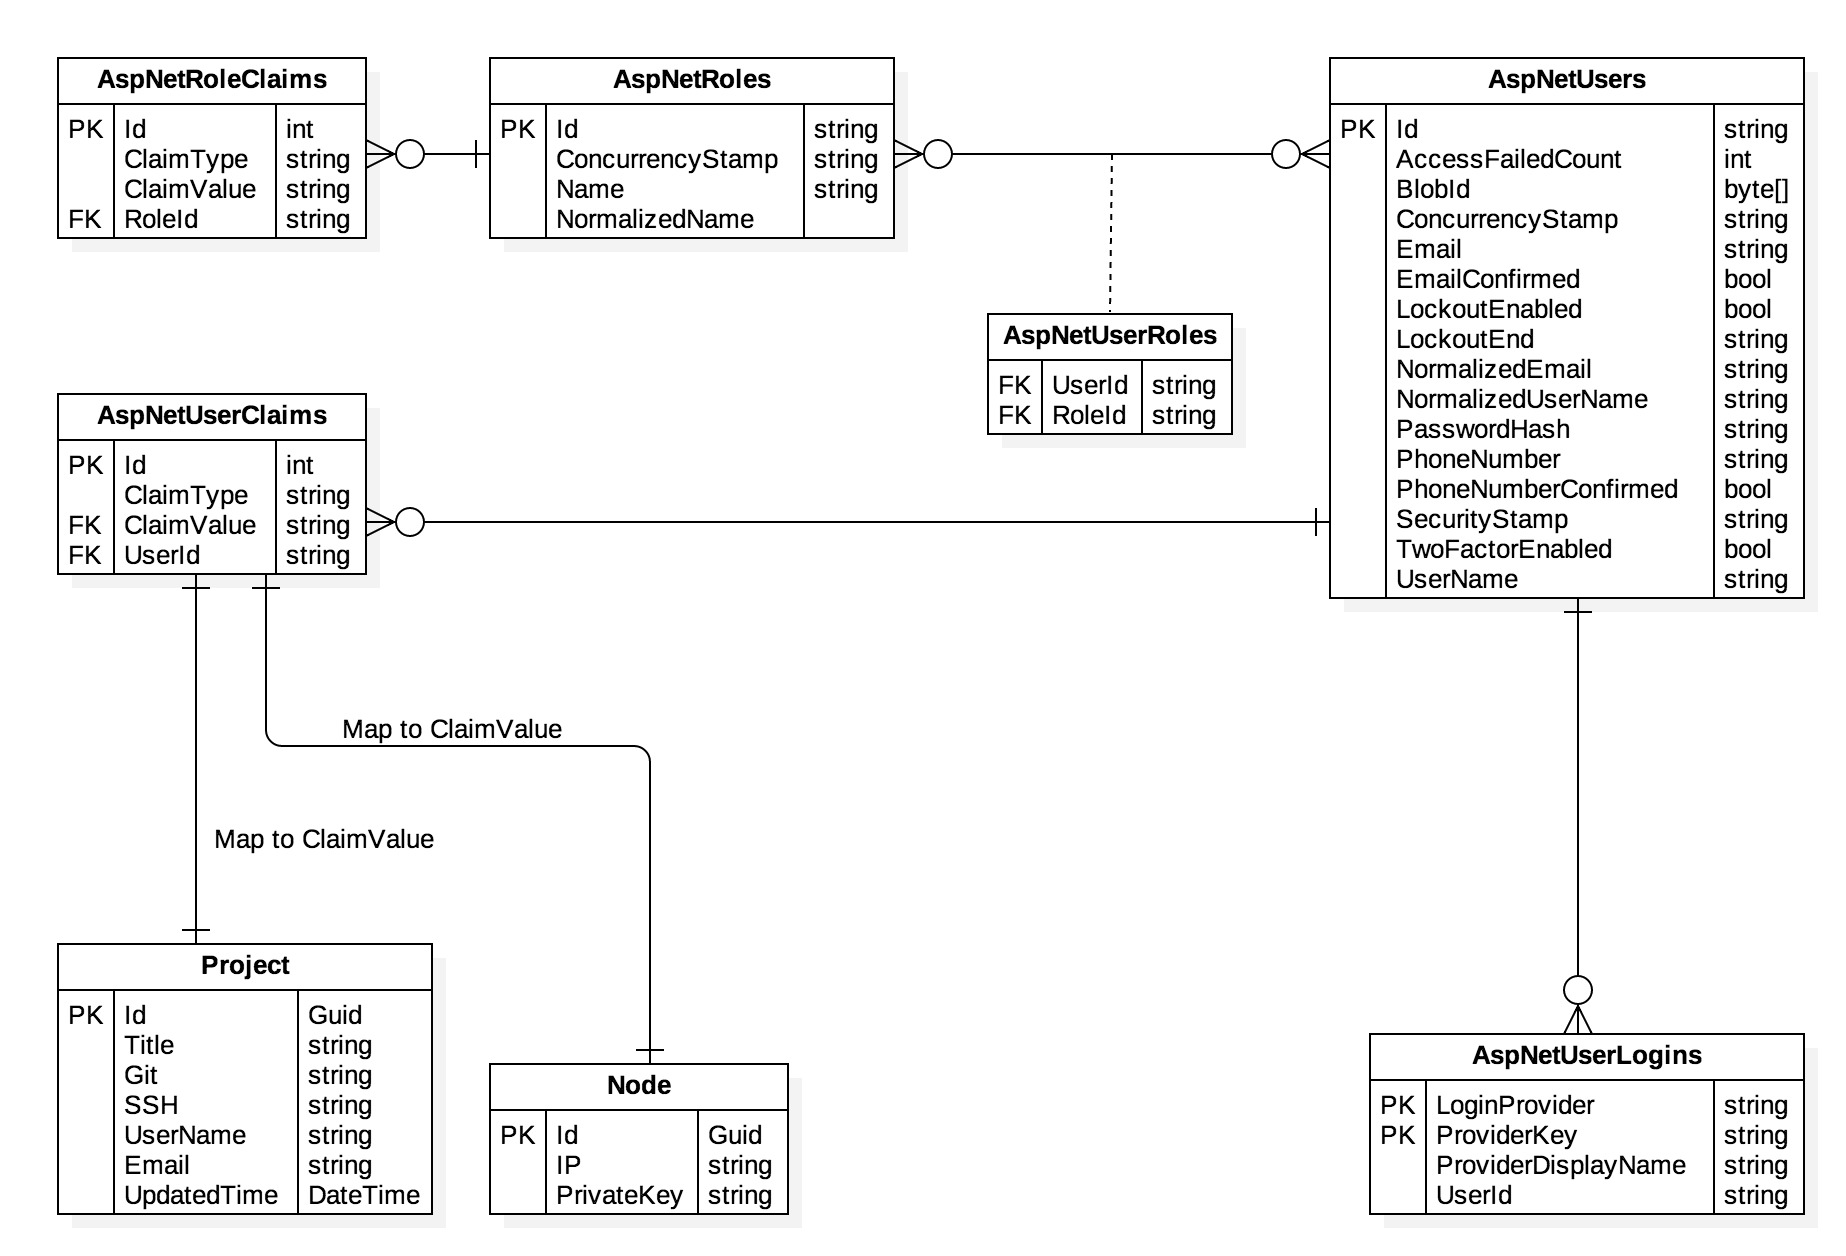 AspNetRoleClaims
PK Id int
ClaimType string
ClaimValue string
FK RoleId string
AspNetRoles
PK Id string
ConcurrencyStamp string
Name string
NormalizedName
AspNetUsers
PK Id string
AccessFailedCount int
BlobId byte[]
ConcurrencyStamp string
Email string
EmailConfirmed bool
LockoutEnabled bool
LockoutEnd string
NormalizedEmail string
NormalizedUserName string
PasswordHash string
PhoneNumber string
PhoneNumberConfirmed bool
SecurityStamp string
TwoFactorEnabled bool
UserName string
AspNetUserRoles
FK UserId string
FK RoleId string
AspNetUserClaims
PK Id int
ClaimType string
FK ClaimValue string
FK UserId string
Map to ClaimValue
Map to ClaimValue
Project
PK Id Guid
Title string
Git string
SSH string
UserName string
Email string
UpdatedTime DateTime
Node
PK Id Guid
IP string
PrivateKey string
AspNetUserLogins
PK LoginProvider string
PK ProviderKey string
ProviderDisplayName string
UserId string